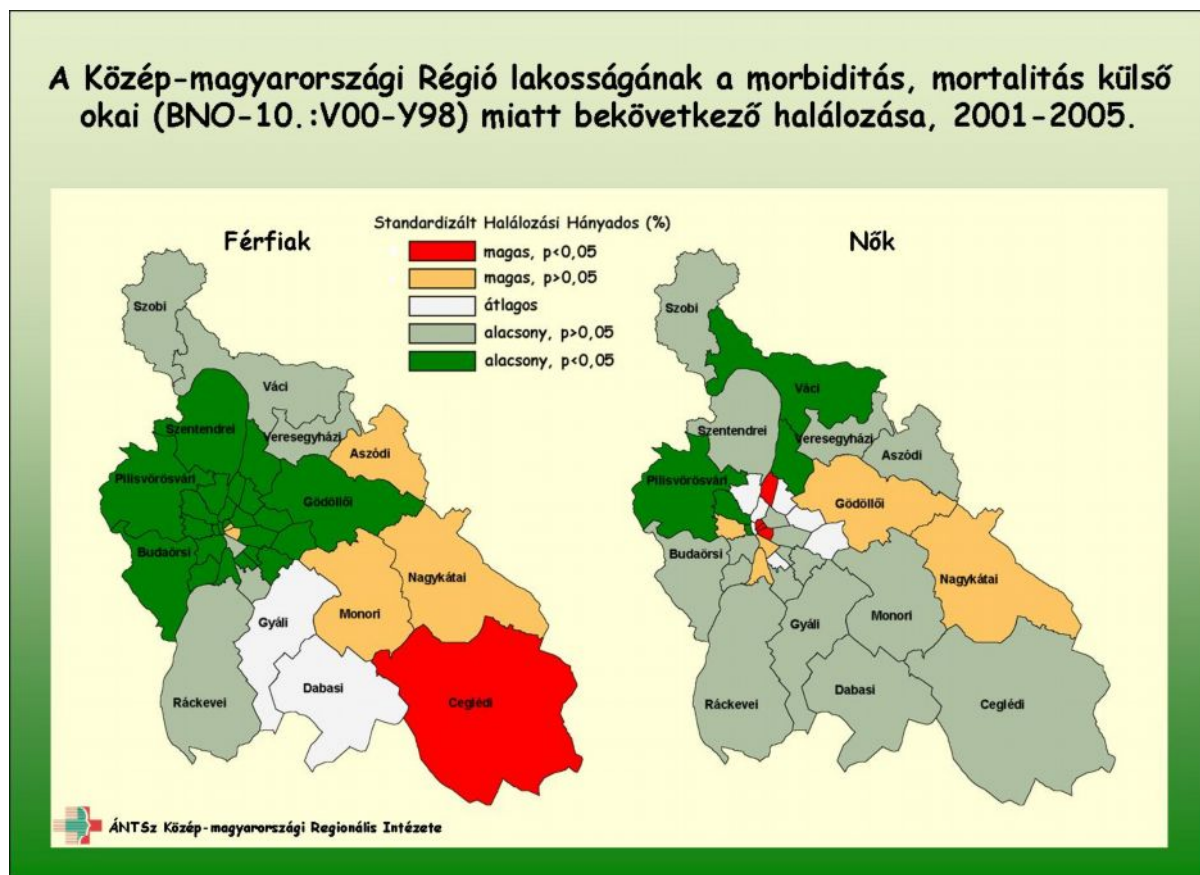 A Közép-magyarországi Régió lakosságának a morbiditás, mortalitás külső
okai (BNO-10.:V00-Y98) miatt bekövetkező halálozása, 2001-2005.
Standardizált Halálozási Hányados (%)
magas, p<0,05
magas, p>0,05
átlagos
alacsony, p>0,05
alacsony, p<0,05
Férfiak
Szobi
Váci
Szentendrei
Veresegyházi
Aszódi
Pilisvörösvári
Gödöllői
Budaörsi
Nagykátai
Monori
Gyáli
Dabasi
Ráckevei
Ceglédi
Nők
Szobi
Váci
Szentendrei
Veresegyházi
Aszódi
Pilisvörösvári
Gödöllői
Budaörsi
Nagykátai
Monori
Gyáli
Dabasi
Ráckevei
Ceglédi
ÁNTSz Közép-magyarországi Regionális Intézete